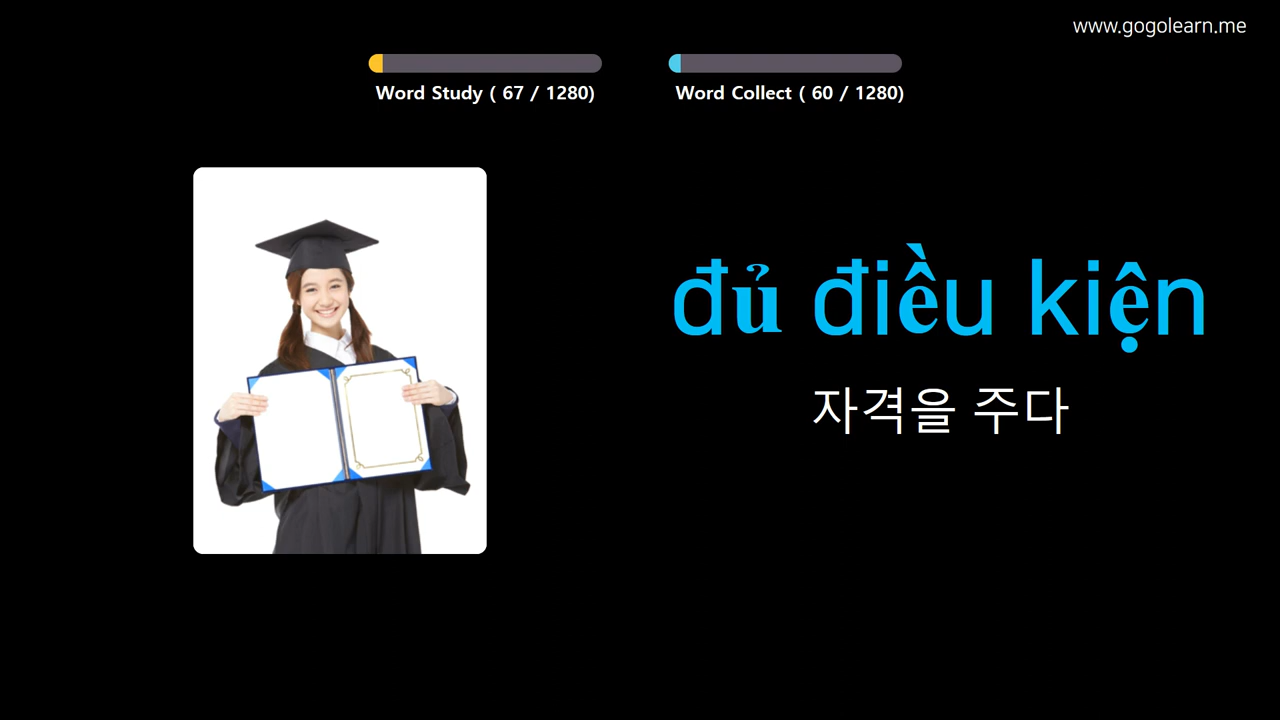 www.gogolearn.me
Word Study ( 67 / 1280)
Word Collect ( 60 / 1280)
đủ điều kiện
자격을 주다